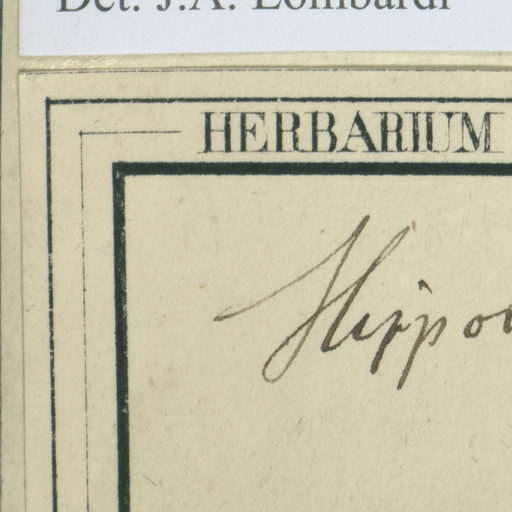 Det. J.A. Lombardi
HERBARIUM
Hippo